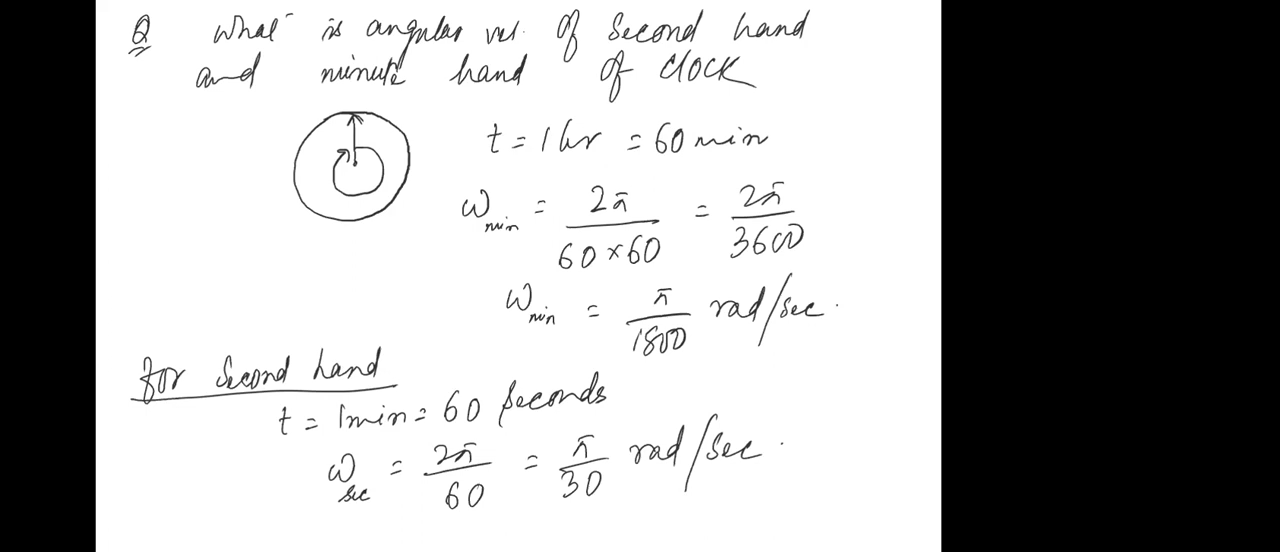 Q What is angular vel. of second hand
and minute hand of clock
t = 1 hr = 60 min
ω min = 2π / 60 × 60 = 2π / 3600
ω min = π / 1800 rad/sec.
for second hand
t = 1 min = 60 seconds
ω sec = 2π / 60 = π / 30 rad/sec.